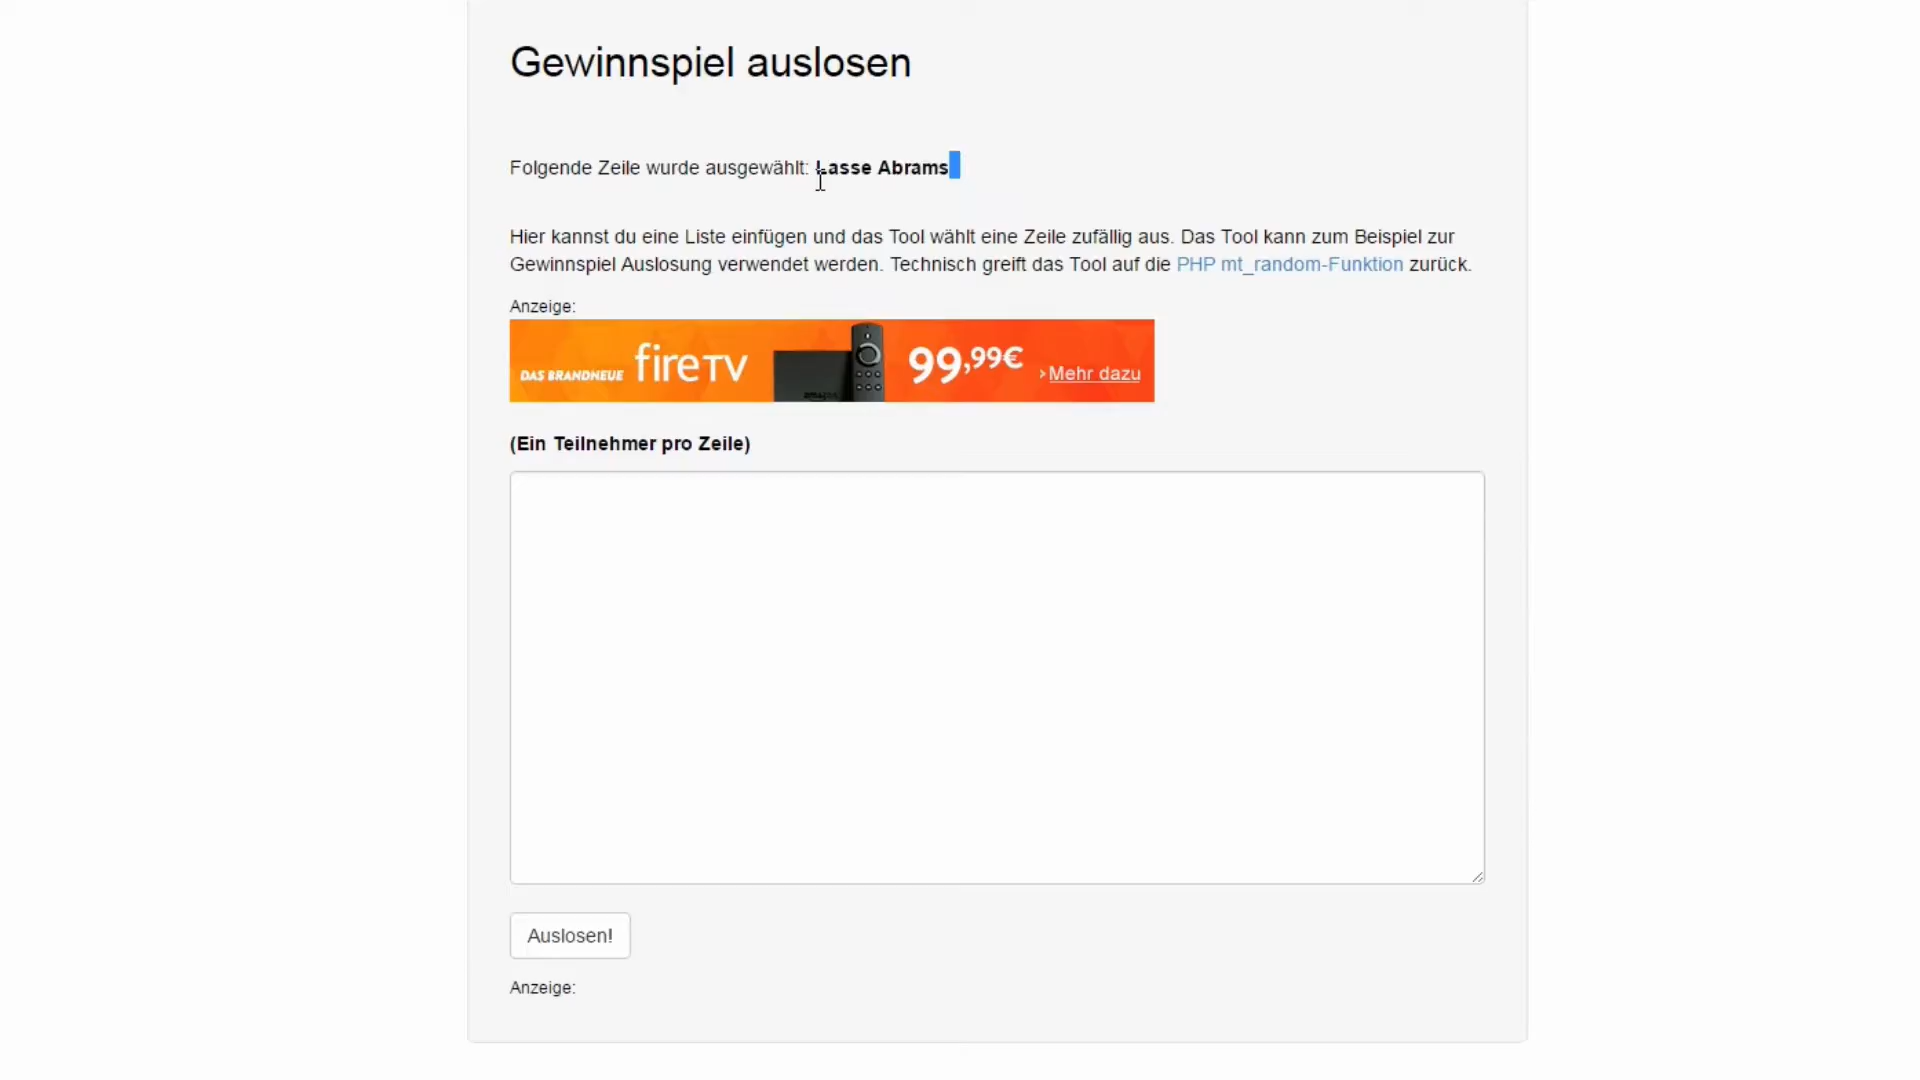 Gewinnspiel auslosen
Folgende Zeile wurde ausgewählt: Lasse Abrams
Hier kannst du eine Liste einfügen und das Tool wählt eine Zeile zufällig aus. Das Tool kann zum Beispiel zur
Gewinnspiel Auslosung verwendet werden. Technisch greift das Tool auf die PHP mt_random-Funktion zurück.
Anzeige:
DAS BRANDNEUE fireTV amazon 99,99€ ›Mehr dazu
(Ein Teilnehmer pro Zeile)
Auslosen!
Anzeige: